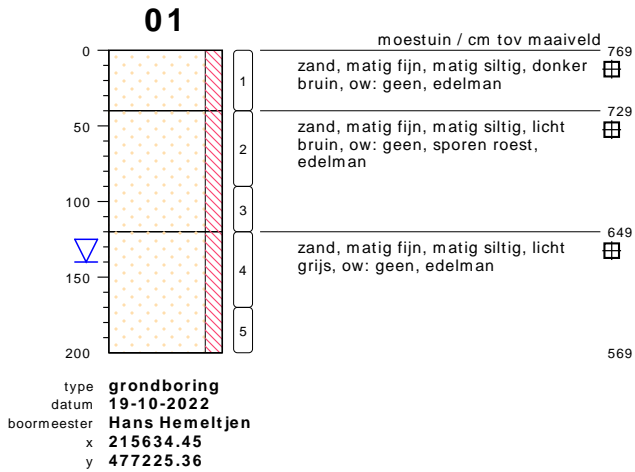 01
moestuin / cm tov maaiveld
0
769
1
zand, matig fijn, matig siltig, donker
bruin, ow: geen, edelman
729
50
2
zand, matig fijn, matig siltig, licht
bruin, ow: geen, sporen roest,
edelman
100
3
649
4
zand, matig fijn, matig siltig, licht
grijs, ow: geen, edelman
150
5
200
569
type grondboring
datum 19-10-2022
boormeester Hans Hemeltjen
x 215634.45
y 477225.36